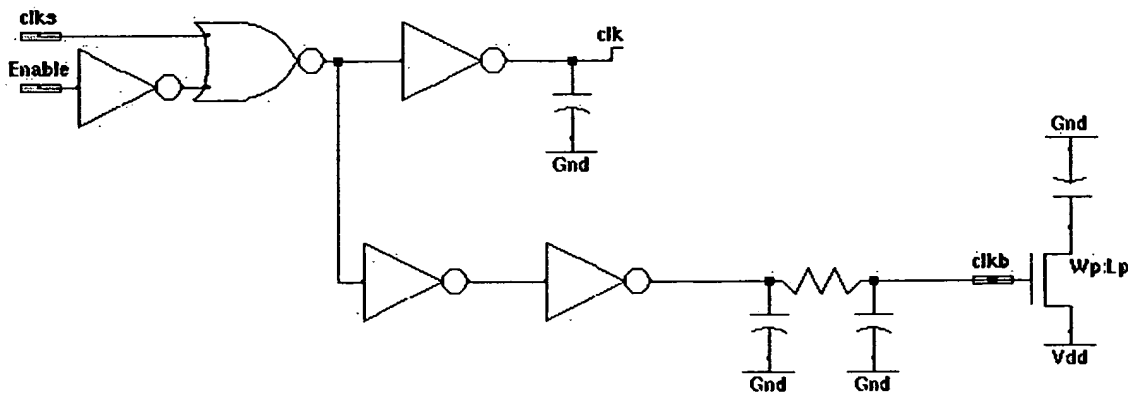 clks
Enable
clk
Gnd
Gnd
clkb
Wp:Lp
Vdd
Gnd
Gnd